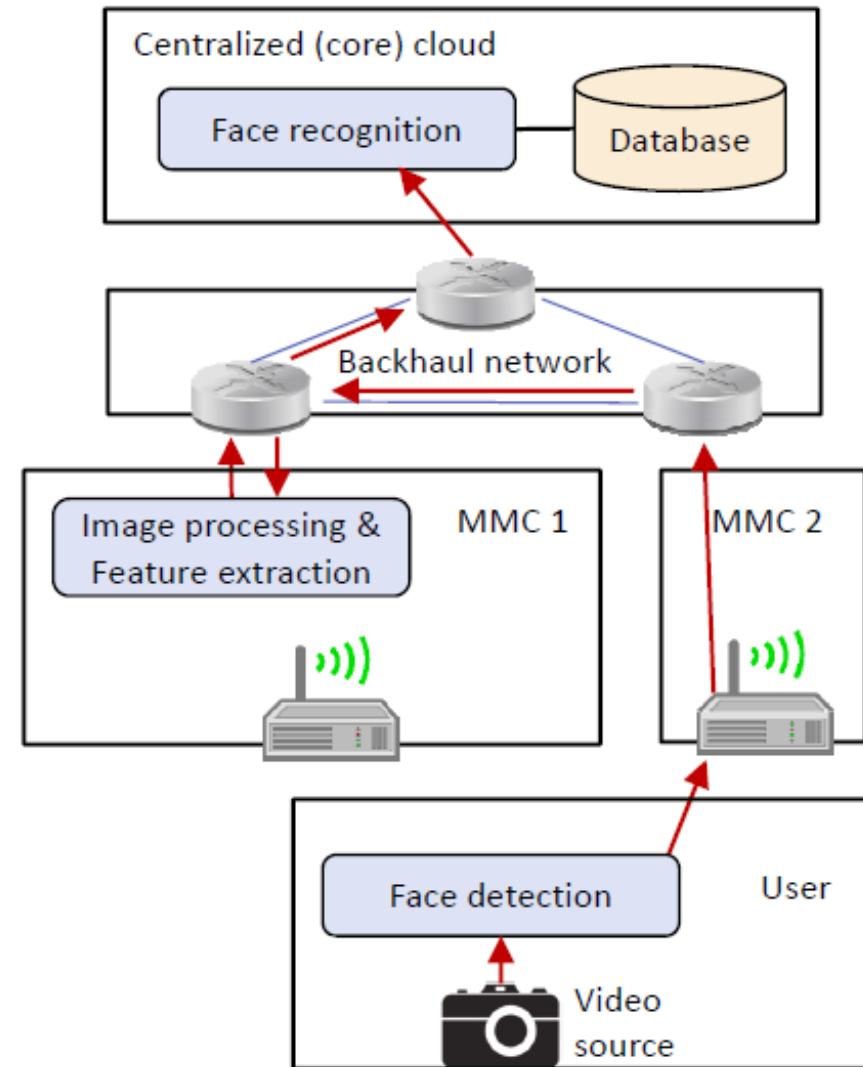 Centralized (core) cloud
Face recognition
Database
Backhaul network
Image processing &
Feature extraction
MMC 1
MMC 2
Face detection
User
Video
source